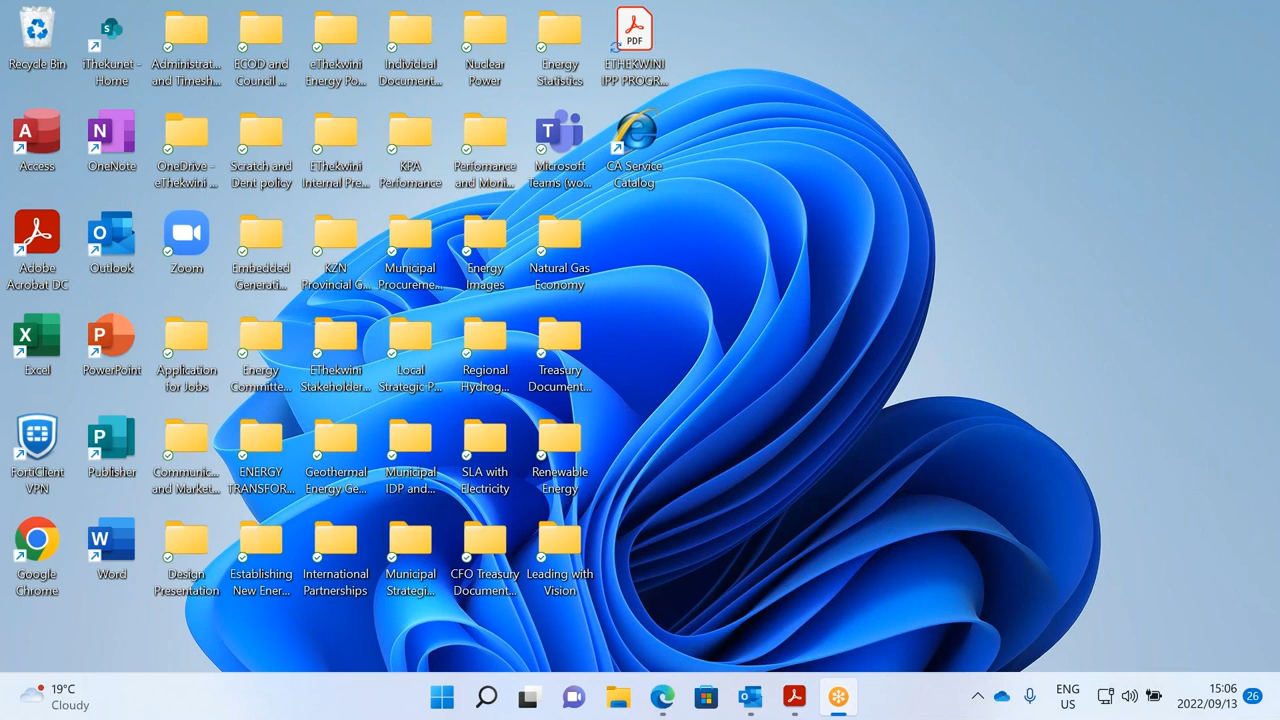 Recycle Bin
iThekunet -
Home
Administrat...
and Timesh...
ECOD and
Council ...
eThekwini
Energy Po...
Individual
Document...
Nuclear
Power
Energy
Statistics
PDF
ETHEKWINI
IPP PROGR...
Access
OneNote
OneDrive -
eThekwini ...
Scratch and
Dent policy
EThekwini
Internal Pre...
KPA
Perfomance
Perfomance
and Moni...
Microsoft
Teams (wo...
CA Service
Catalog
Adobe
Acrobat DC
Outlook
Zoom
Embedded
Generati...
KZN
Provincial G...
Municipal
Procureme...
Energy
Images
Natural Gas
Economy
Excel
PowerPoint
Application
for Jobs
Energy
Committe...
EThekwini
Stakeholder...
Local
Strategic P...
Regional
Hydrog...
Treasury
Document...
FortiClient
VPN
Publisher
Communic...
and Market...
ENERGY
TRANSFOR...
Geothermal
Energy Ge...
Municipal
IDP and...
SLA with
Electricity
Renewable
Energy
Google
Chrome
Word
Design
Presentation
Establishing
New Ener...
International
Partnerships
Municipal
Strategi...
CFO Treasury
Document...
Leading with
Vision
19°C
Cloudy
ENG
US
15:06
2022/09/13
26